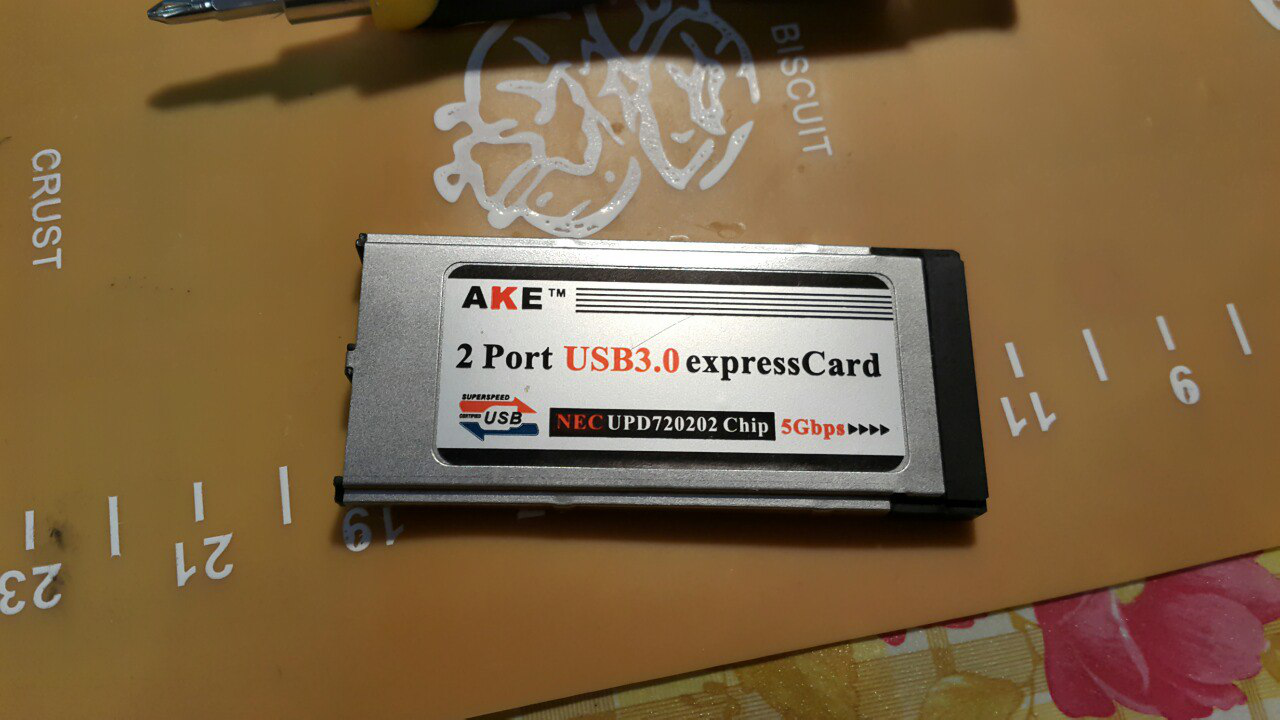 BISCUIT
CRUST
AKE™
2 Port USB3.0 expressCard
SUPERSPEED
CERTIFIED USB
NEC UPD720202 Chip 5Gbps
9
11
19
21
23